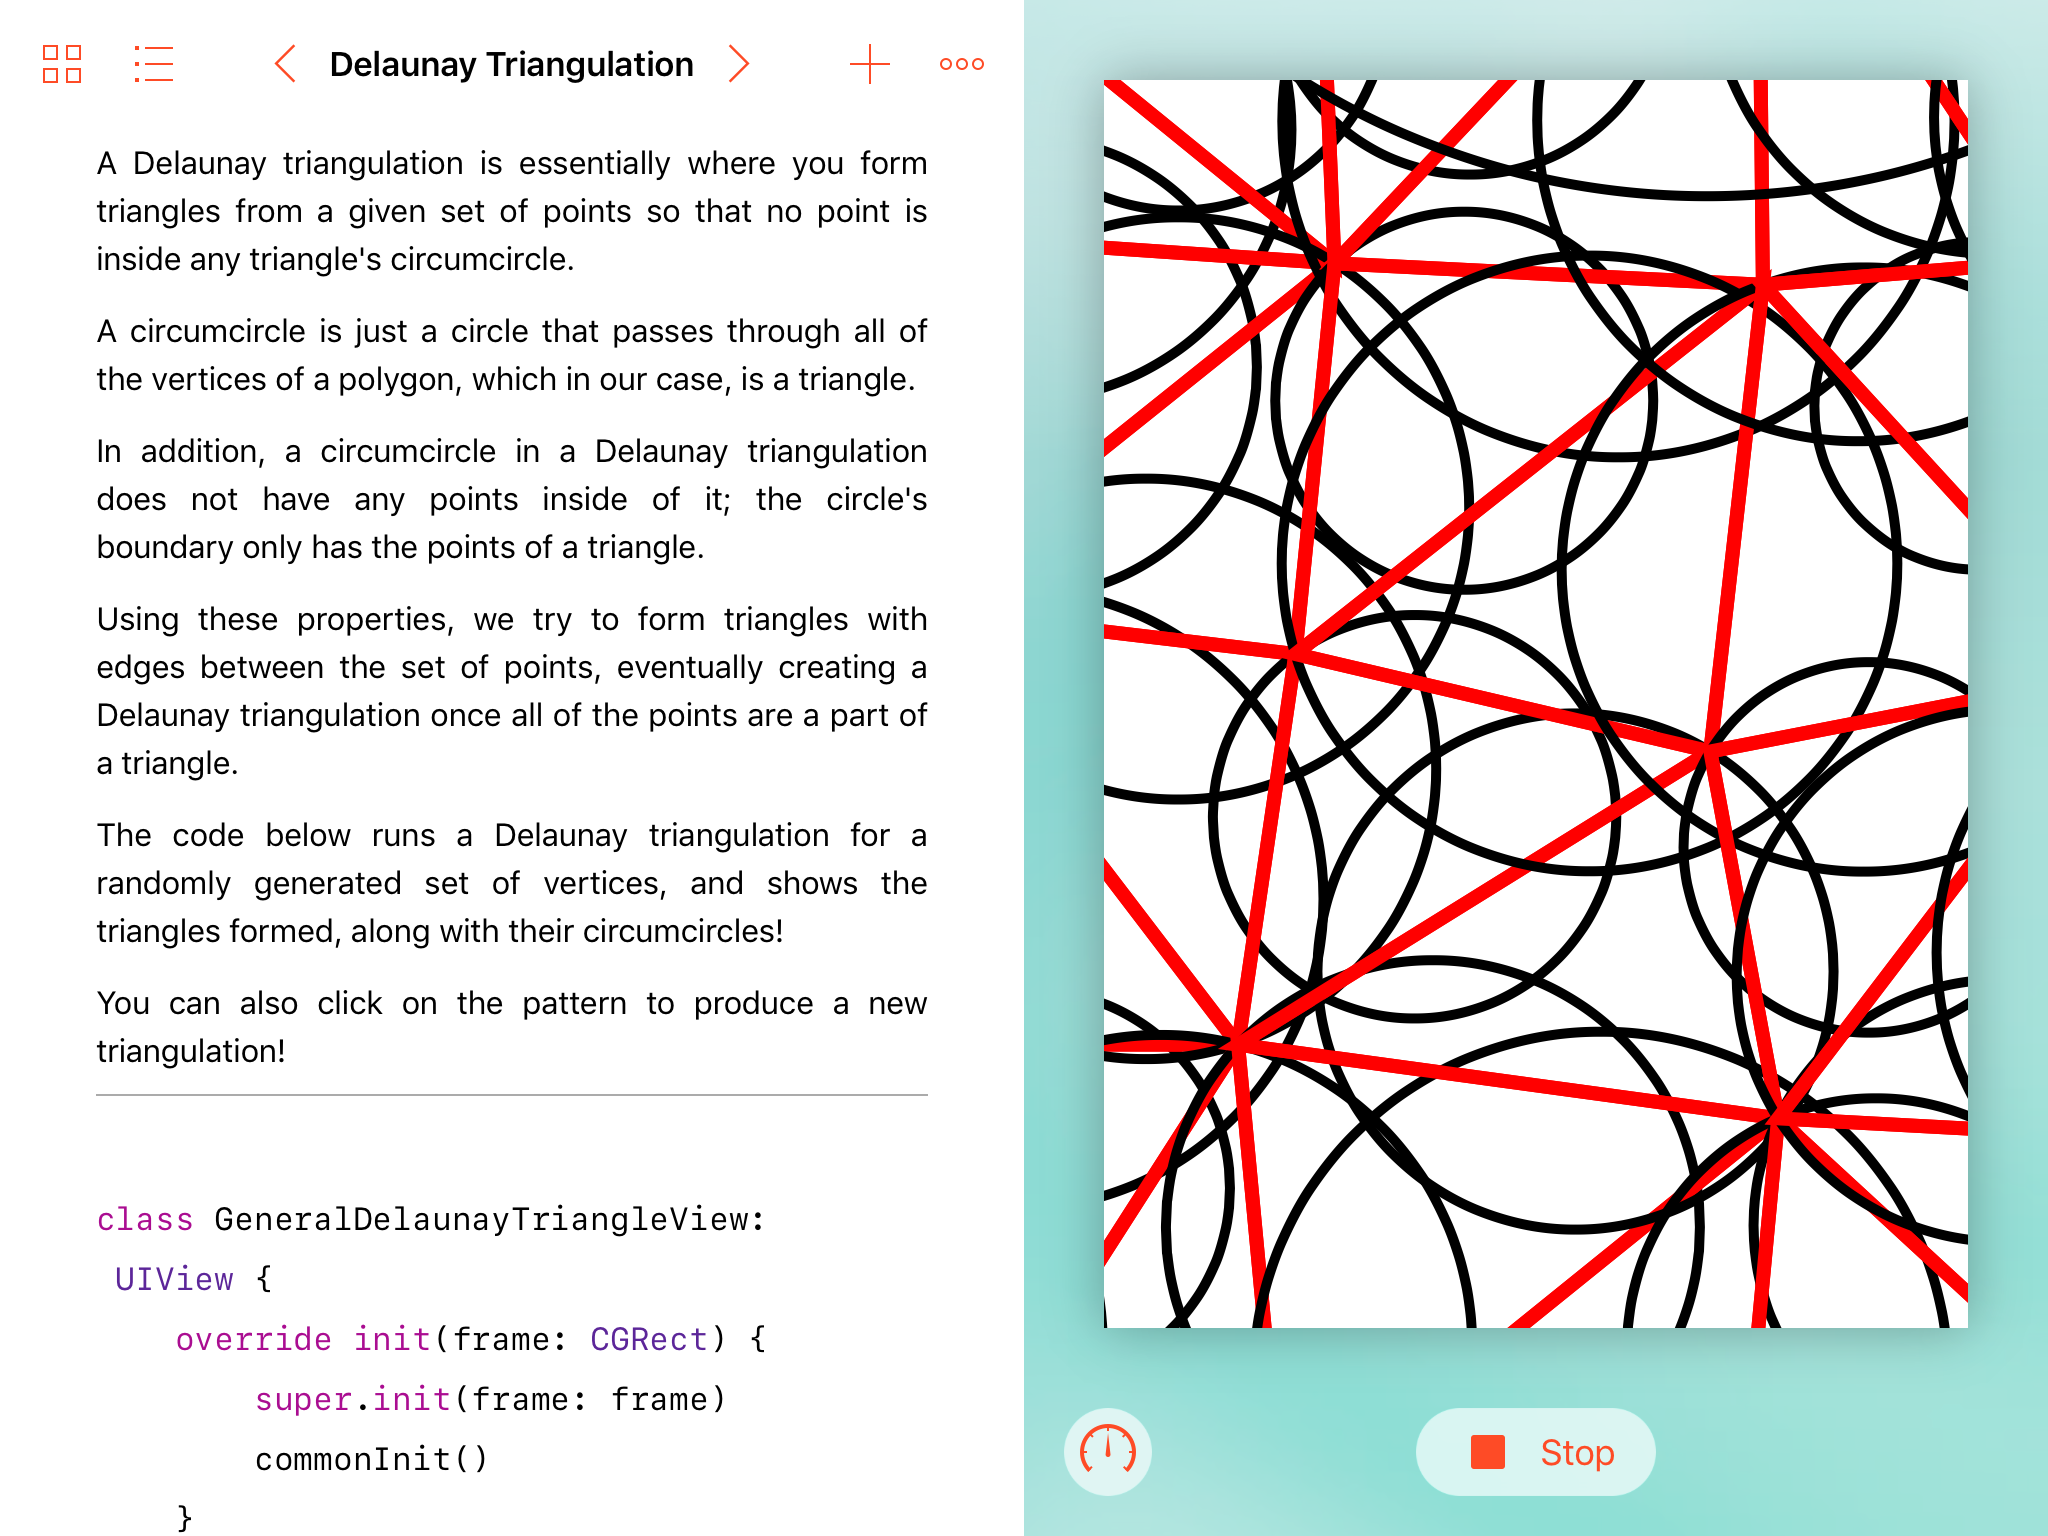 Delaunay Triangulation
A Delaunay triangulation is essentially where you form
triangles from a given set of points so that no point is
inside any triangle's circumcircle.
A circumcircle is just a circle that passes through all of
the vertices of a polygon, which in our case, is a triangle.
In addition, a circumcircle in a Delaunay triangulation
does not have any points inside of it; the circle's
boundary only has the points of a triangle.
Using these properties, we try to form triangles with
edges between the set of points, eventually creating a
Delaunay triangulation once all of the points are a part of
a triangle.
The code below runs a Delaunay triangulation for a
randomly generated set of vertices, and shows the
triangles formed, along with their circumcircles!
You can also click on the pattern to produce a new
triangulation!
class GeneralDelaunayTriangleView:
UIView {
override init(frame: CGRect) {
super.init(frame: frame)
commonInit()
}
Stop